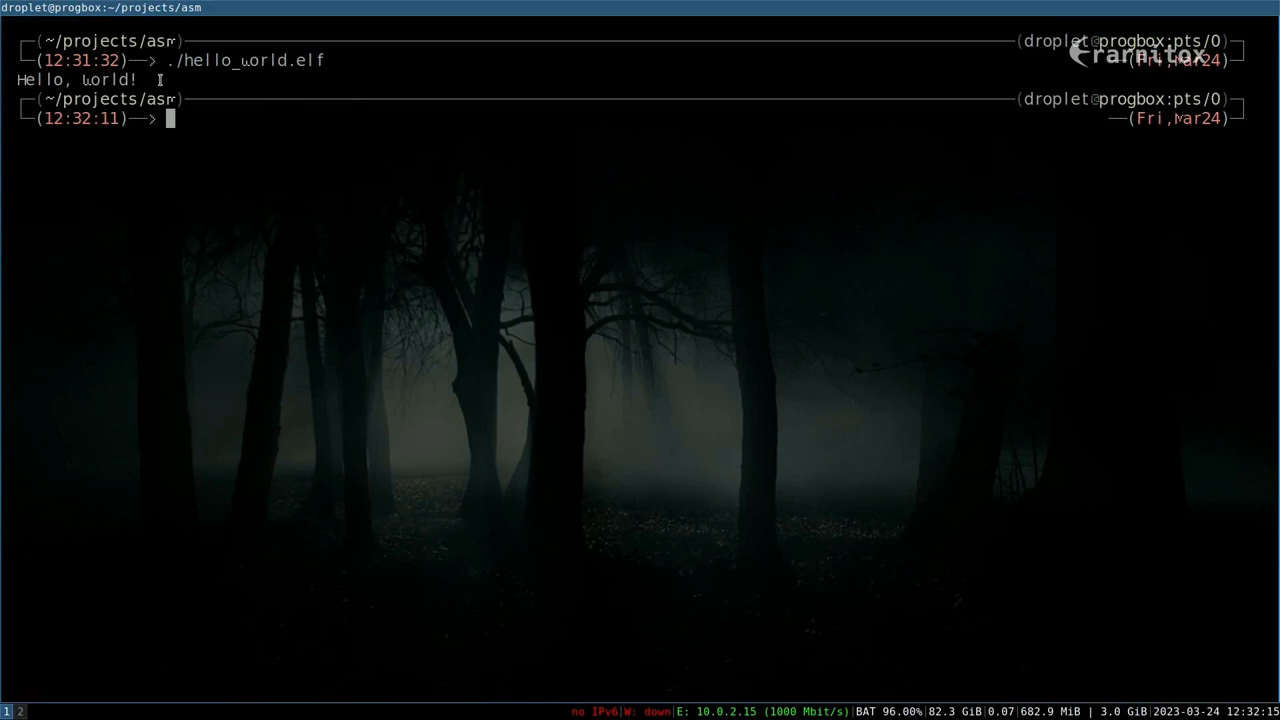 droplet@progbox:~/projects/asm
(~/projects/asm) (droplet@progbox:pts/0)
(12:31:32)—> ./hello_world.elf (Fri,Mar24)
rarnitox
Hello, world!
(~/projects/asm) (droplet@progbox:pts/0)
(12:32:11)—> (Fri,Mar24)
1 2 no IPv6|W: down|E: 10.0.2.15 (1000 Mbit/s)|BAT 96.00%|82.3 GiB|0.07|682.9 MiB | 3.0 GiB|2023-03-24 12:32:15